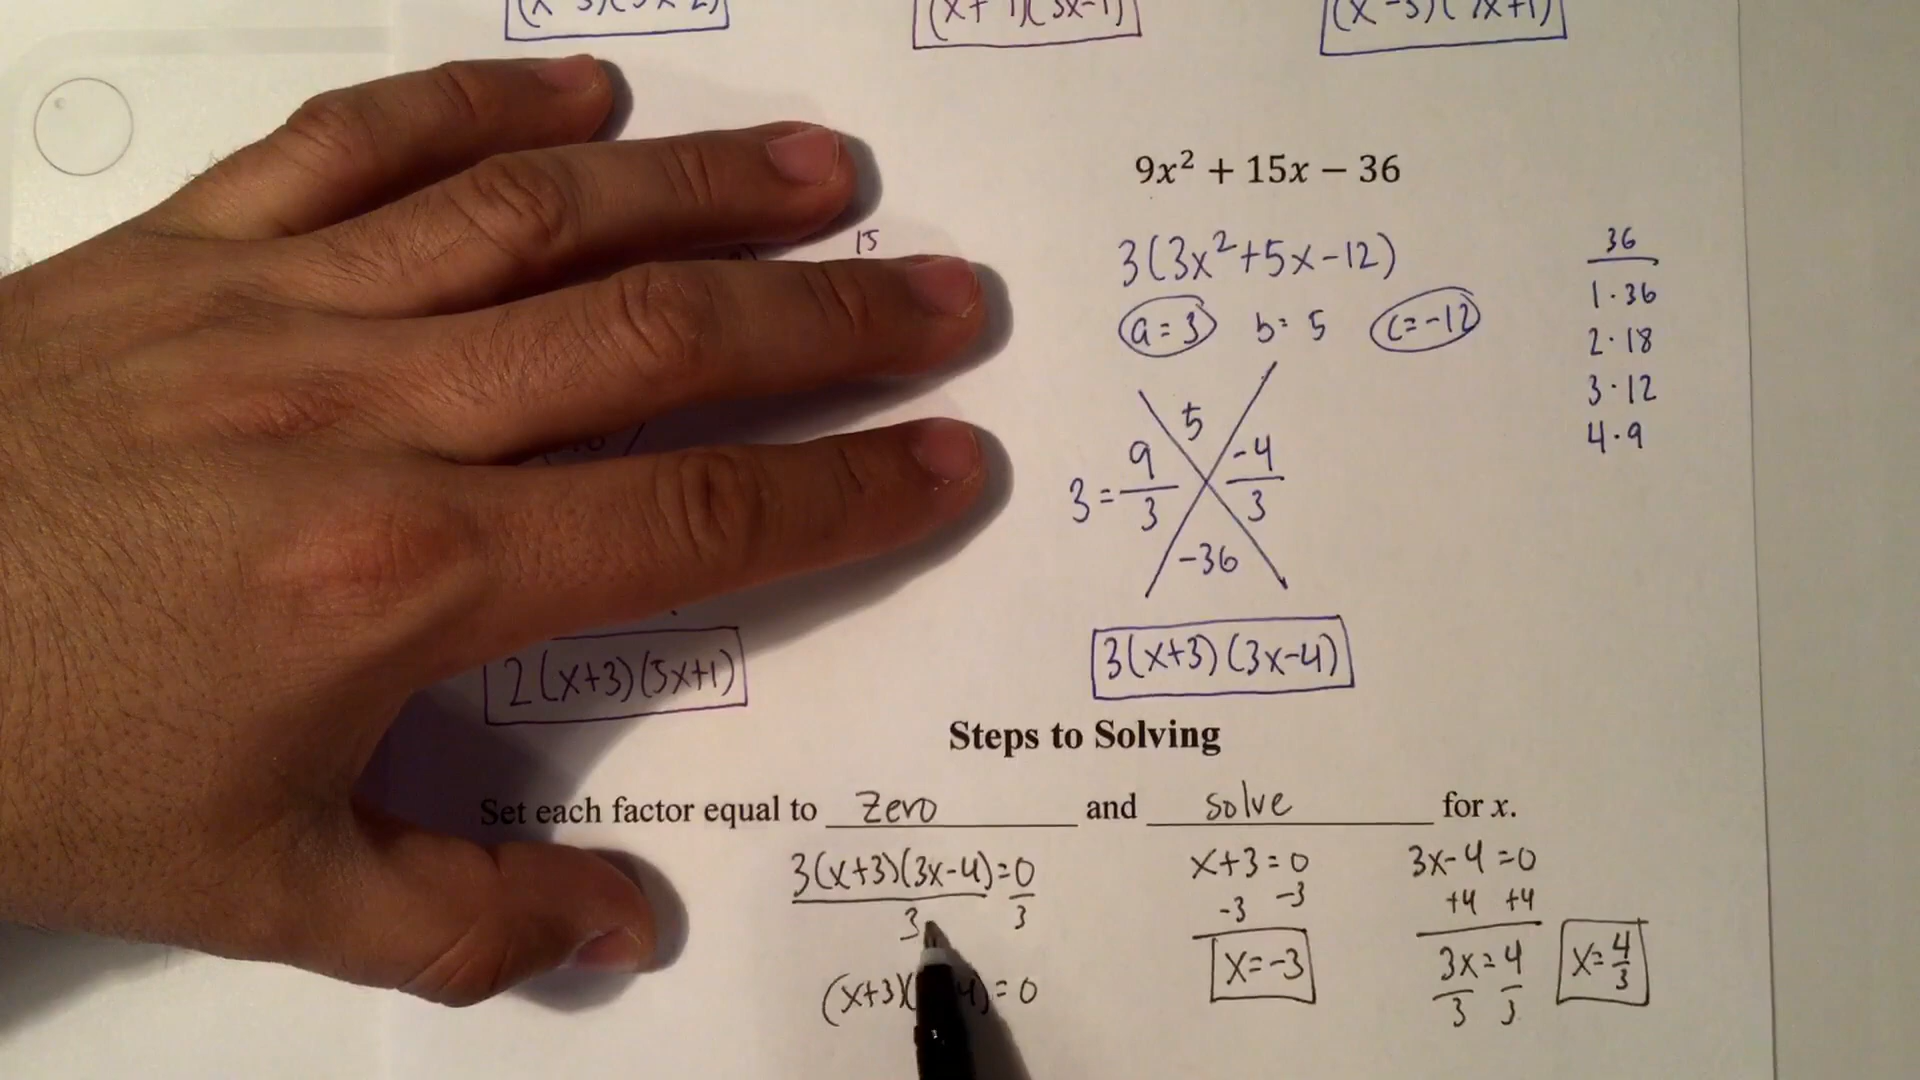 (x+1)(3x-1)
9x² + 15x − 36
3(3x²+5x-12)
a=3 b=5 c=-12
5
9 -4
3= 3 3
-36
36
1·36
2·18
3·12
4·9
15
2(x+3)(5x+1)
3(x+3)(3x-4)
Steps to Solving
Set each factor equal to zero and solve for x.
3(x+3)(3x-4)=0
3 3
(x+3)( 4)=0
x+3=0
-3 -3
x=-3
3x-4=0
+4 +4
3x=4
3 3
x=4/3